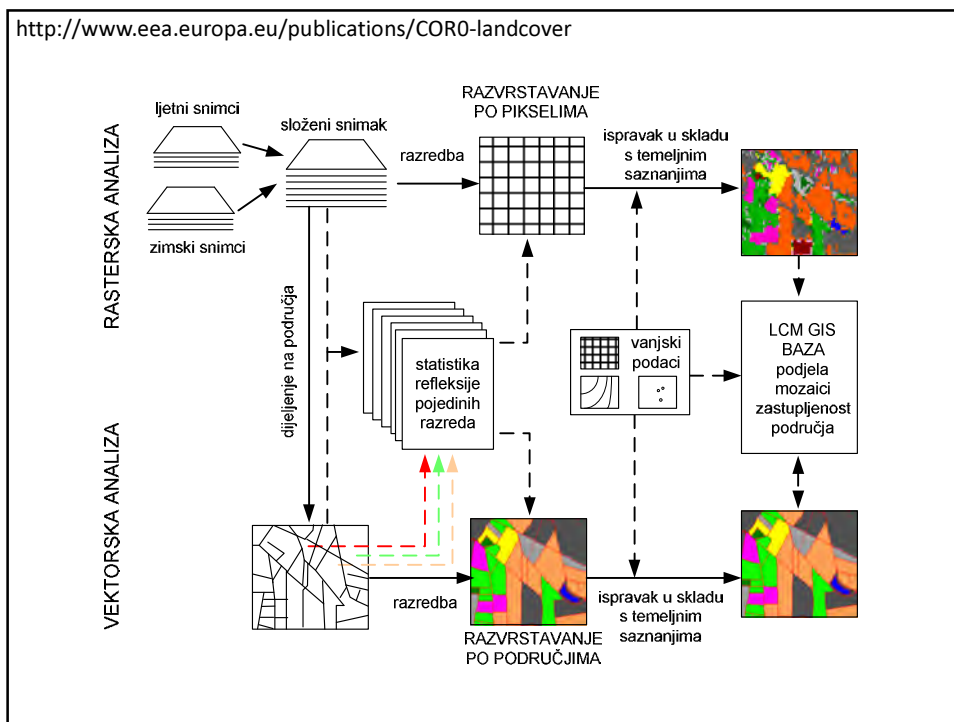 http://www.eea.europa.eu/publications/COR0-landcover
RASTERSKA ANALIZA
ljetni snimci
zimski snimci
složeni snimak
razredba
RAZVRSTAVANJE
PO PIKSELIMA
ispravak u skladu
s temeljnim
saznanjima
dijeljenje na područja
statistika
refleksije
pojedinih
razreda
vanjski
podaci
LCM GIS
BAZA
podjela
mozaici
zastupljenost
područja
VEKTORSKA ANALIZA
razredba
RAZVRSTAVANJE
PO PODRUČJIMA
ispravak u skladu
s temeljnim
saznanjima